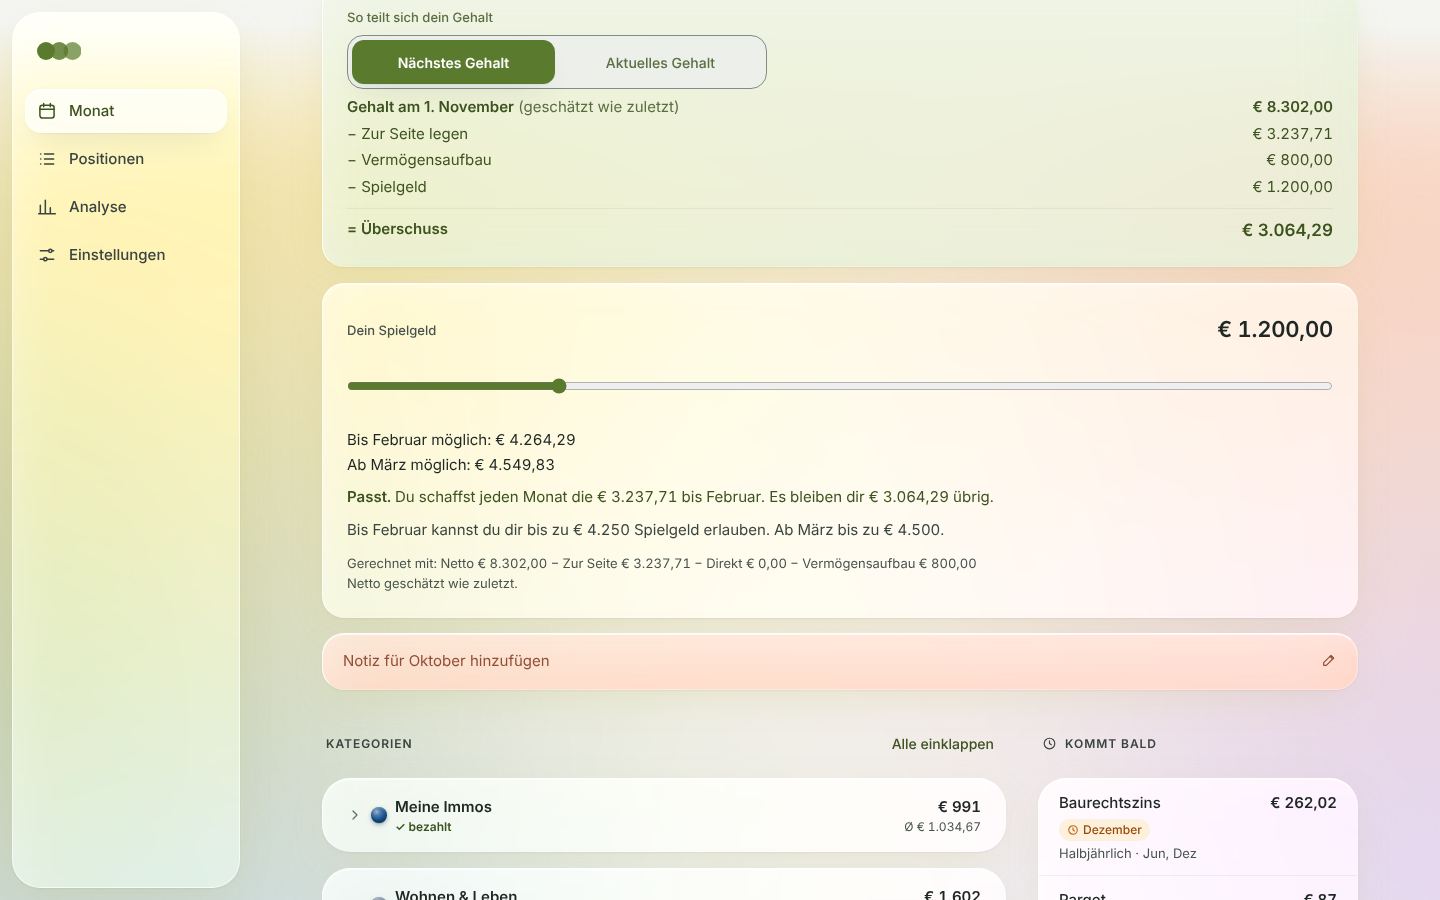 So teilt sich dein Gehalt
Nächstes Gehalt
Aktuelles Gehalt
Monat
Positionen
Analyse
Einstellungen
Gehalt am 1. November (geschätzt wie zuletzt) € 8.302,00
− Zur Seite legen € 3.237,71
− Vermögensaufbau € 800,00
− Spielgeld € 1.200,00
= Überschuss € 3.064,29
Dein Spielgeld € 1.200,00
Bis Februar möglich: € 4.264,29
Ab März möglich: € 4.549,83
Passt. Du schaffst jeden Monat die € 3.237,71 bis Februar. Es bleiben dir € 3.064,29 übrig.
Bis Februar kannst du dir bis zu € 4.250 Spielgeld erlauben. Ab März bis zu € 4.500.
Gerechnet mit: Netto € 8.302,00 − Zur Seite € 3.237,71 − Direkt € 0,00 − Vermögensaufbau € 800,00
Netto geschätzt wie zuletzt.
Notiz für Oktober hinzufügen
KATEGORIEN
Alle einklappen
Meine Immos € 991
✓ bezahlt Ø € 1.034,67
Wohnen & Leben € 1.602
KOMMT BALD
Baurechtszins € 262,02
Dezember
Halbjährlich · Jun, Dez
Parqet € 87